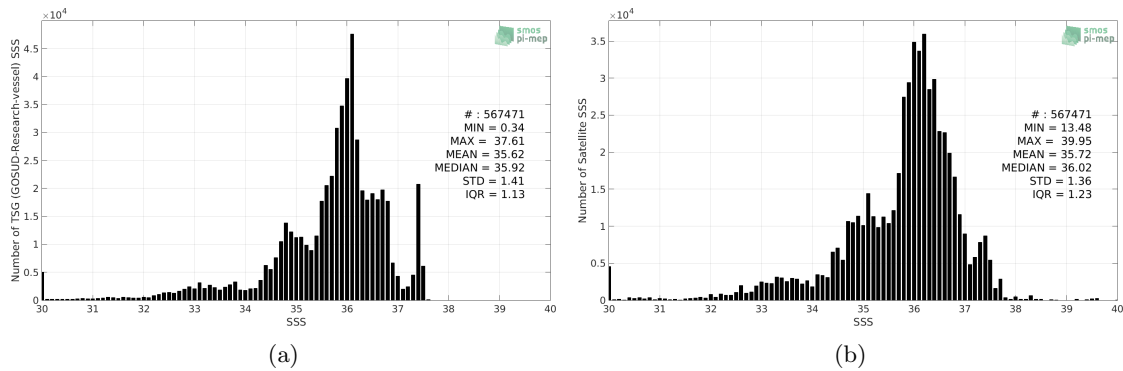 ×10⁴
Number of TSG (GOSUD-Research-vessel) SSS
4.5
4
3.5
3
2.5
2
1.5
1
0.5
0
30 31 32 33 34 35 36 37 38 39 40
SSS
smos
pi-mep
# : 567471
MIN = 0.34
MAX = 37.61
MEAN = 35.62
MEDIAN = 35.92
STD = 1.41
IQR = 1.13
(a)
×10⁴
Number of Satellite SSS
3.5
3
2.5
2
1.5
1
0.5
0
30 31 32 33 34 35 36 37 38 39 40
SSS
smos
pi-mep
# : 567471
MIN = 13.48
MAX = 39.95
MEAN = 35.72
MEDIAN = 36.02
STD = 1.36
IQR = 1.23
(b)